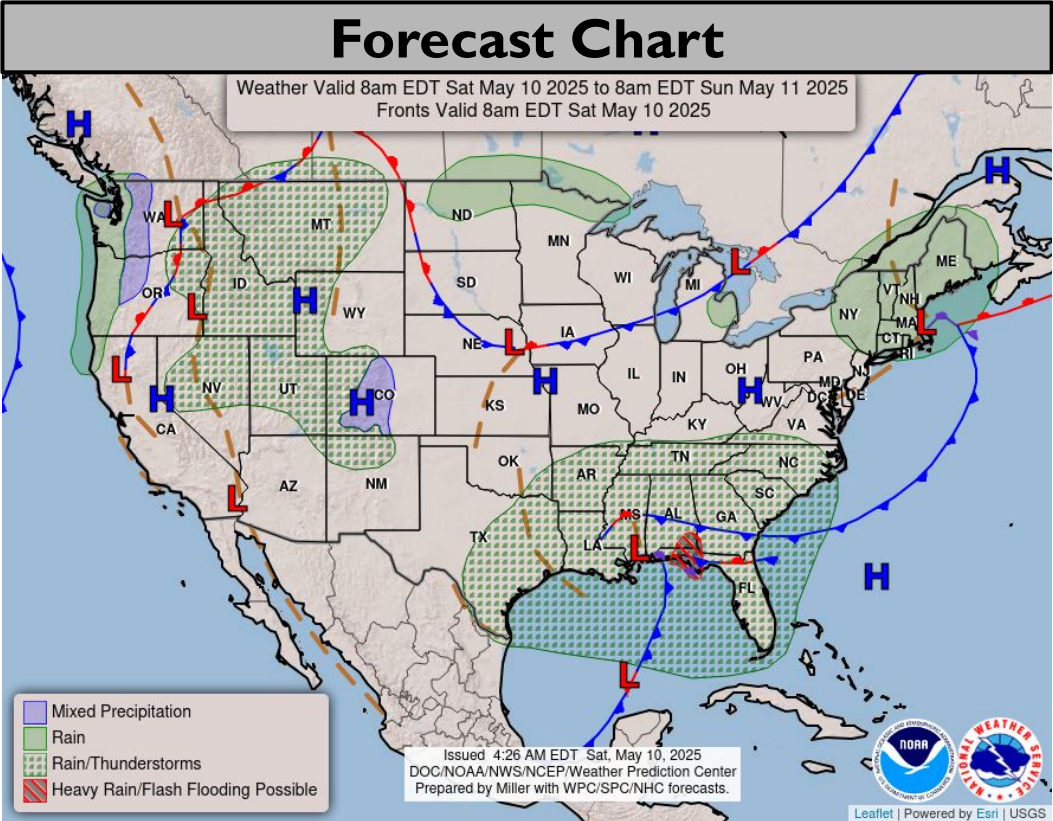 Forecast Chart
Weather Valid 8am EDT Sat May 10 2025 to 8am EDT Sun May 11 2025
Fronts Valid 8am EDT Sat May 10 2025
H
H
H
L
WA
MT
ND
MN
ME
L
OR
ID
H
WY
SD
WI
MI
L
VT
NH
NY
MA
L
CT
RI
L
NE
L
IA
L
H
NV
UT
H
CO
KS
H
MO
IL
IN
OH
H
WV
PA
NJ
MD
DC
DE
VA
CA
KY
L
AZ
NM
OK
AR
TN
NC
SC
MS
AL
GA
TX
LA
L
FL
H
L
Mixed Precipitation
Rain
Rain/Thunderstorms
Heavy Rain/Flash Flooding Possible
Issued 4:26 AM EDT Sat, May 10, 2025
DOC/NOAA/NWS/NCEP/Weather Prediction Center
Prepared by Miller with WPC/SPC/NHC forecasts.
NOAA
NATIONAL WEATHER SERVICE
Leaflet | Powered by Esri | USGS